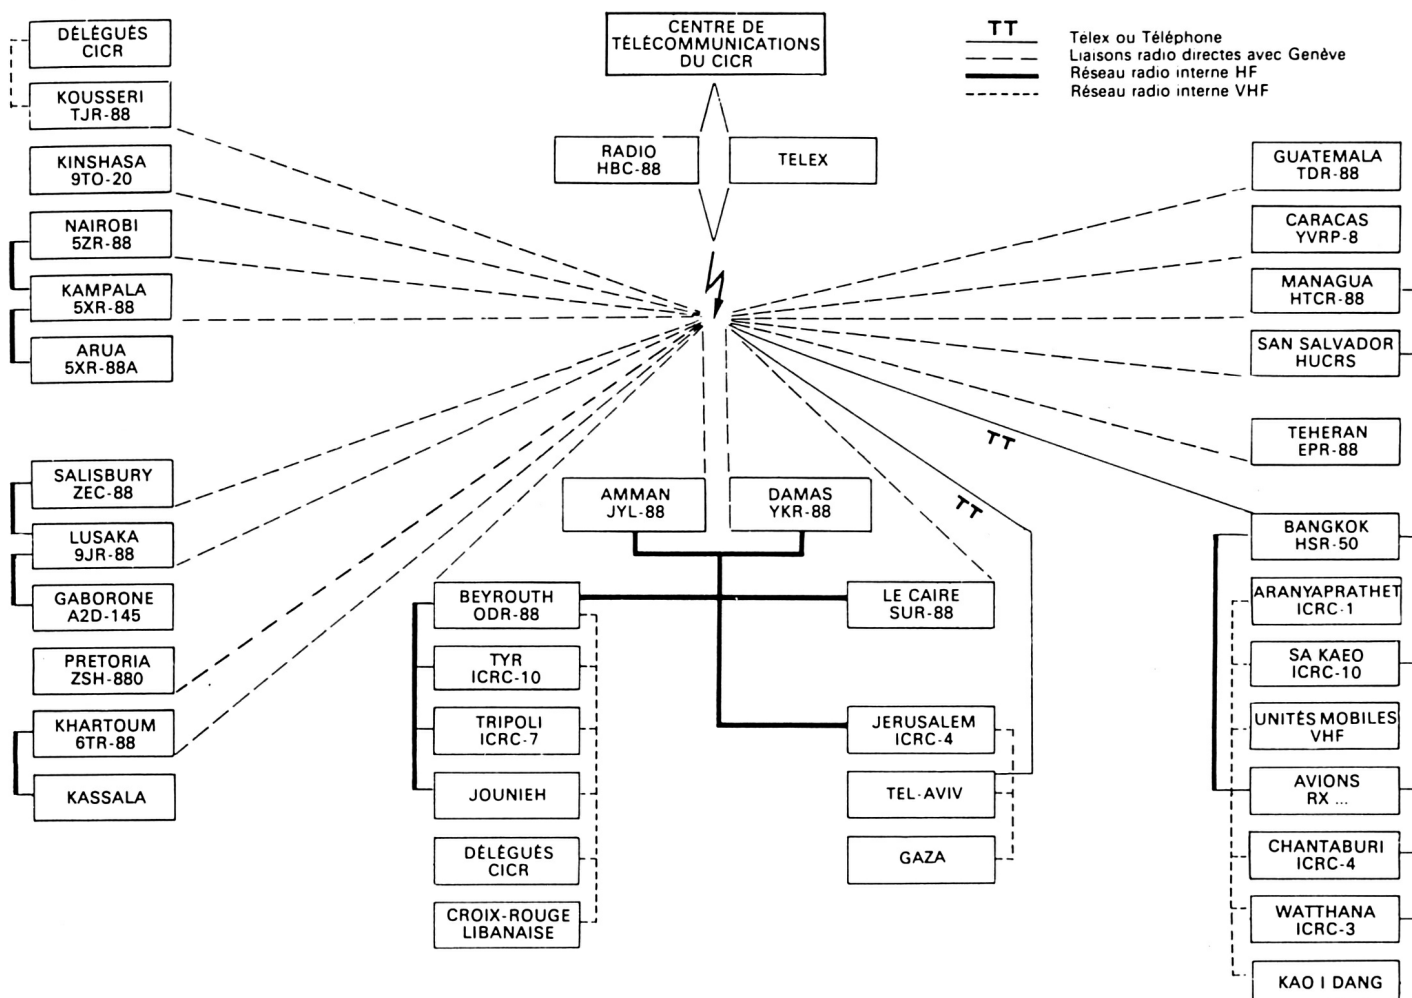 CENTRE DE
TÉLÉCOMMUNICATIONS
DU CICR
RADIO
HBC-88
TELEX
TT
Télex ou Téléphone
Liaisons radio directes avec Genève
Réseau radio interne HF
Réseau radio interne VHF
DÉLÉGUÉS
CICR
KOUSSERI
TJR-88
KINSHASA
9TO-20
NAIROBI
5ZR-88
KAMPALA
5XR-88
ARUA
5XR-88A
SALISBURY
ZEC-88
LUSAKA
9JR-88
GABORONE
A2D-145
PRETORIA
ZSH-880
KHARTOUM
6TR-88
KASSALA
AMMAN
JYL-88
DAMAS
YKR-88
BEYROUTH
ODR-88
TYR
ICRC-10
TRIPOLI
ICRC-7
JOUNIEH
DÉLÉGUÉS
CICR
CROIX-ROUGE
LIBANAISE
LE CAIRE
SUR-88
JERUSALEM
ICRC-4
TEL-AVIV
GAZA
TT
TT
GUATEMALA
TDR-88
CARACAS
YVRP-8
MANAGUA
HTCR-88
SAN SALVADOR
HUCRS
TEHERAN
EPR-88
BANGKOK
HSR-50
ARANYAPRATHET
ICRC-1
SA KAEO
ICRC-10
UNITÉS MOBILES
VHF
AVIONS
RX ...
CHANTABURI
ICRC-4
WATTHANA
ICRC-3
KAO I DANG